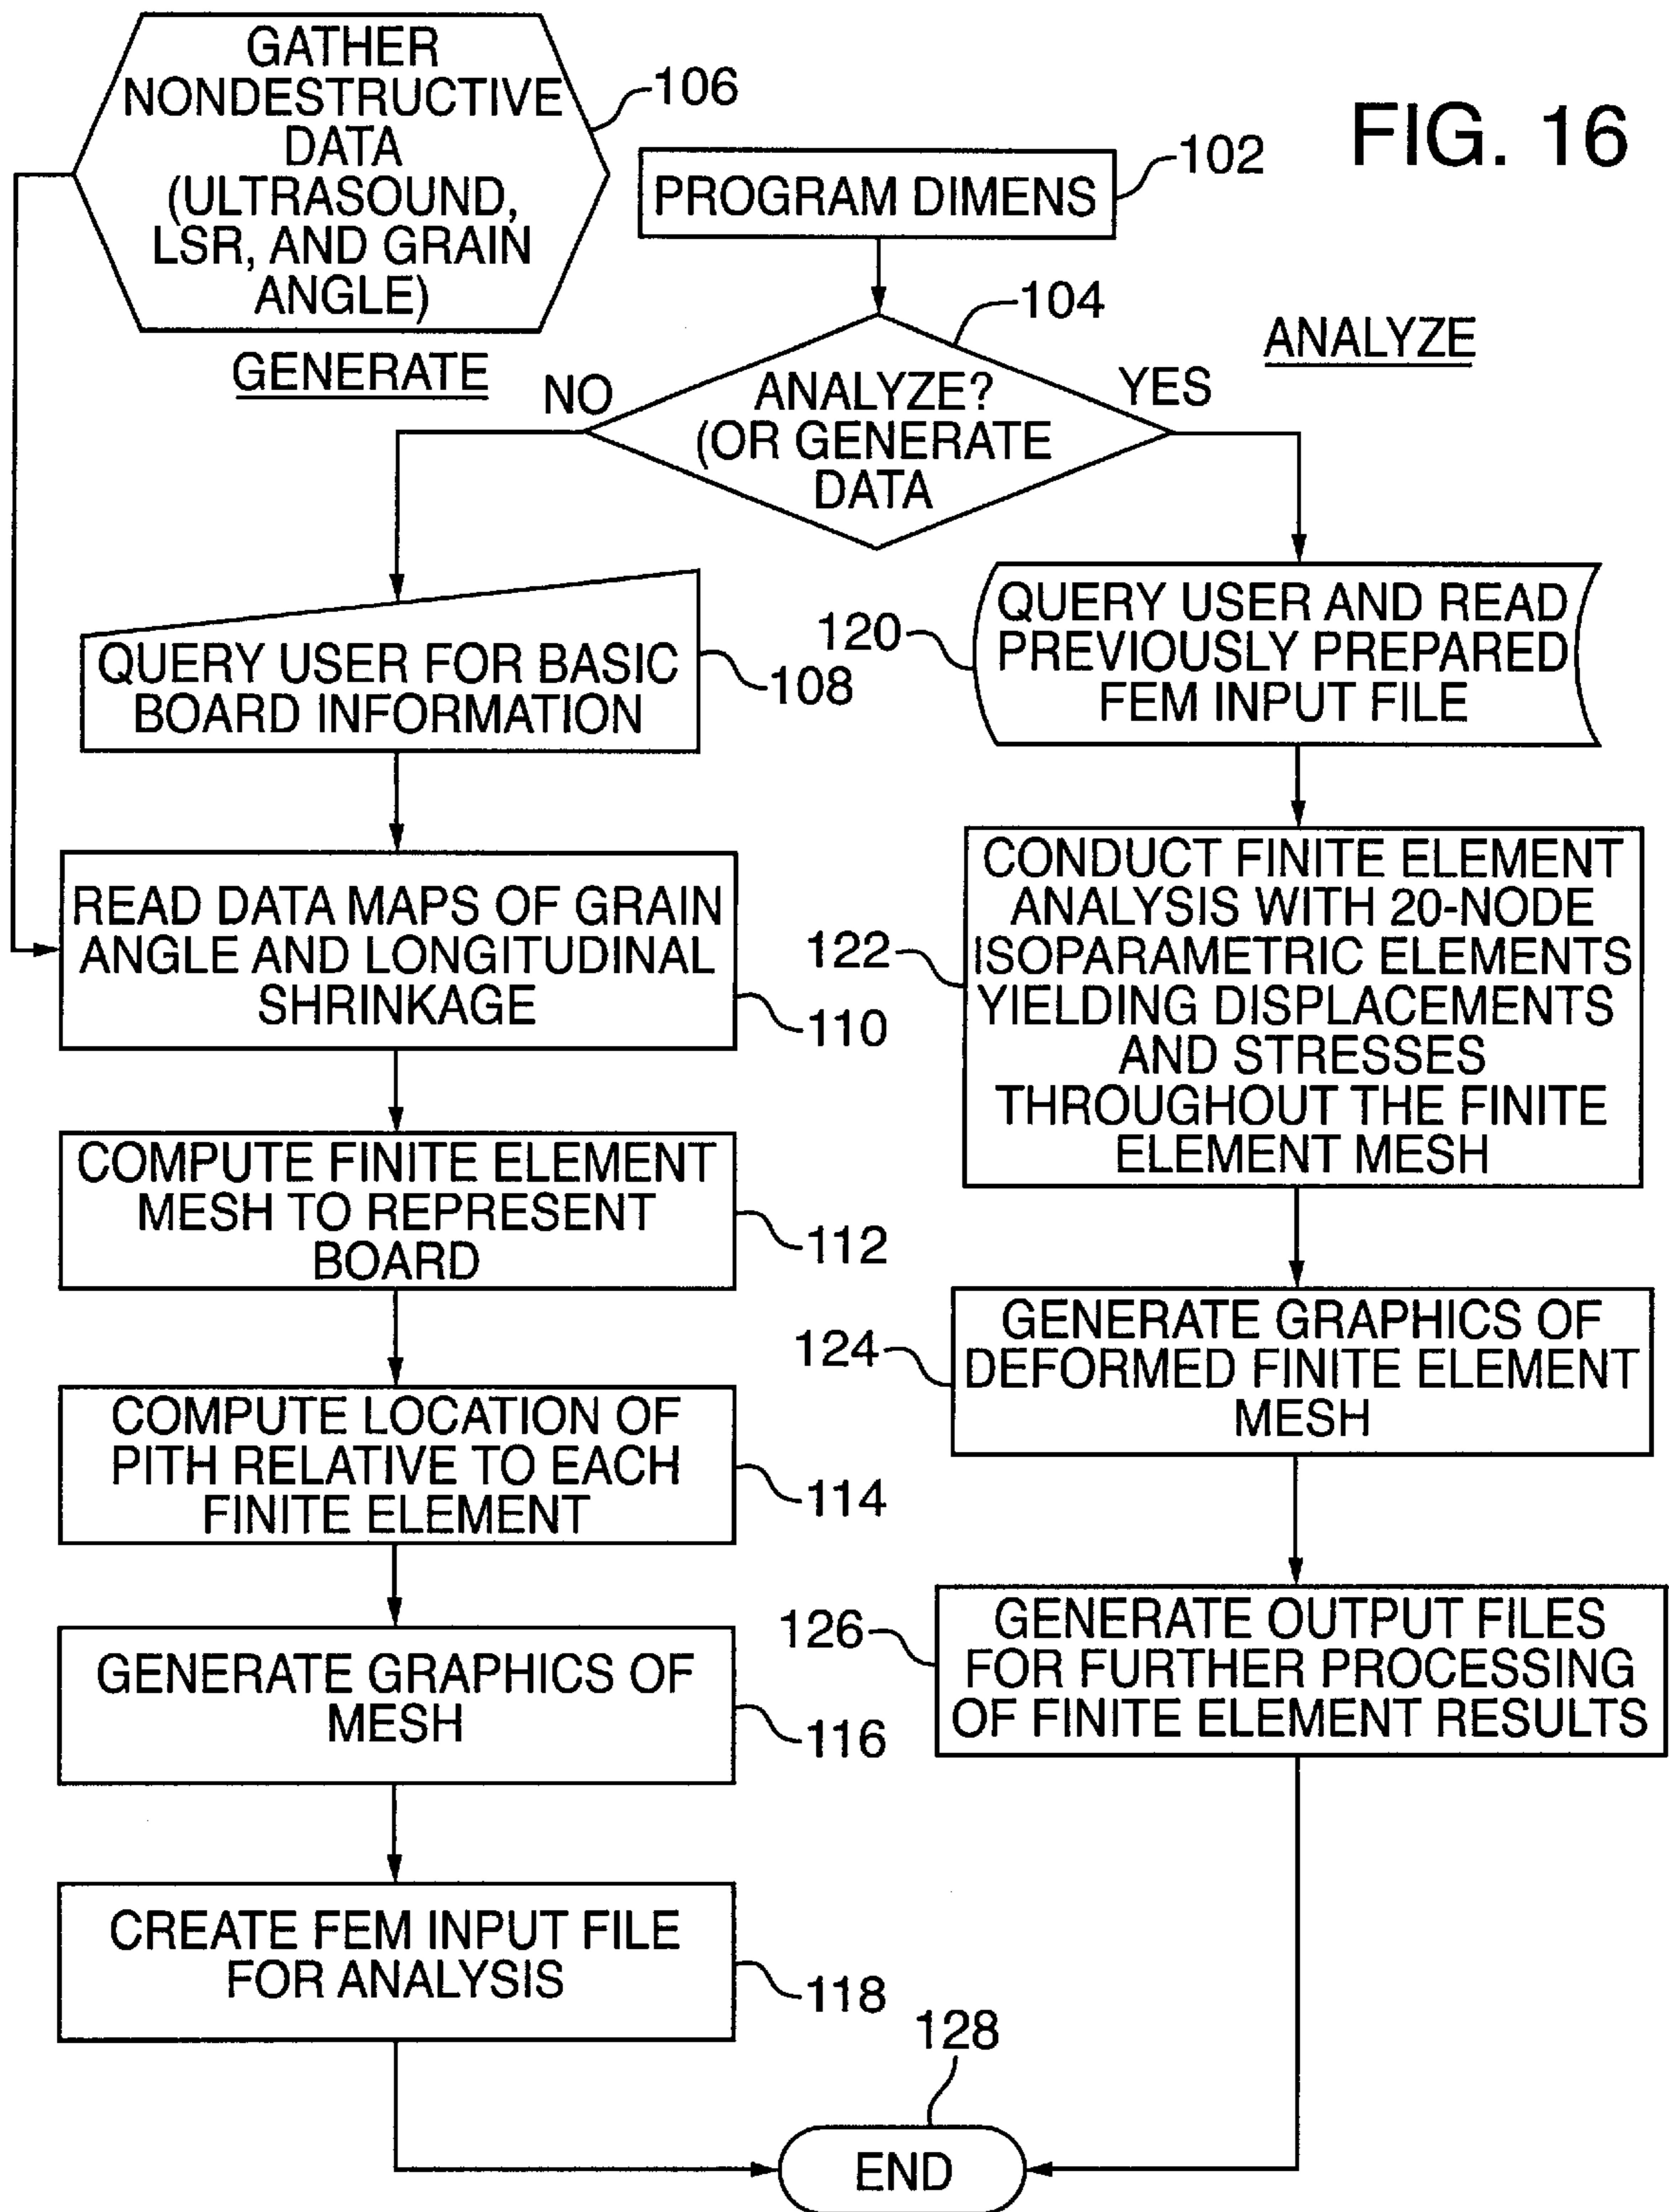 GATHER
NONDESTRUCTIVE
DATA
(ULTRASOUND,
LSR, AND GRAIN
ANGLE)
106
FIG. 16
PROGRAM DIMENS
102
104
ANALYZE
GENERATE
NO
YES
ANALYZE?
(OR GENERATE
DATA
QUERY USER FOR BASIC
BOARD INFORMATION
108
READ DATA MAPS OF GRAIN
ANGLE AND LONGITUDINAL
SHRINKAGE
110
COMPUTE FINITE ELEMENT
MESH TO REPRESENT
BOARD
112
COMPUTE LOCATION OF
PITH RELATIVE TO EACH
FINITE ELEMENT
114
GENERATE GRAPHICS OF
MESH
116
CREATE FEM INPUT FILE
FOR ANALYSIS
118
120
QUERY USER AND READ
PREVIOUSLY PREPARED
FEM INPUT FILE
122
CONDUCT FINITE ELEMENT
ANALYSIS WITH 20-NODE
ISOPARAMETRIC ELEMENTS
YIELDING DISPLACEMENTS
AND STRESSES
THROUGHOUT THE FINITE
ELEMENT MESH
124
GENERATE GRAPHICS OF
DEFORMED FINITE ELEMENT
MESH
126
GENERATE OUTPUT FILES
FOR FURTHER PROCESSING
OF FINITE ELEMENT RESULTS
128
END